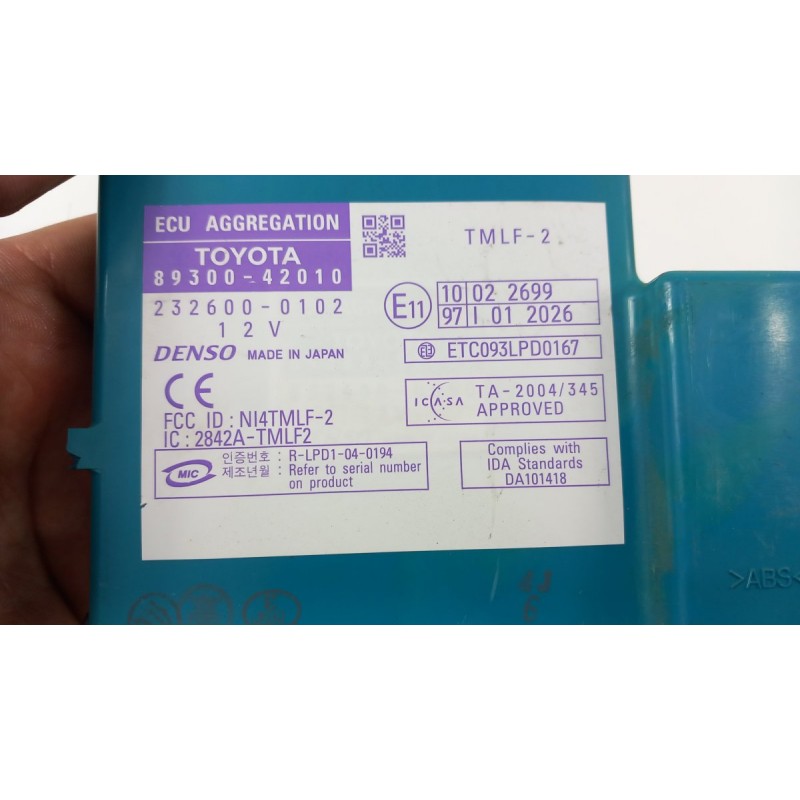 ECU AGGREGATION
TOYOTA
89300-42010
232600-0102
12V
DENSO MADE IN JAPAN
TMLF-2
E11
10 02 2699
97 I 01 2026
ETC093LPD0167
CE
FCC ID : NI4TMLF-2
IC : 2842A-TMLF2
ICASA
TA-2004/345
APPROVED
MIC
인증번호 : R-LPD1-04-0194
제조년월 : Refer to serial number
on product
Complies with
IDA Standards
DA101418
>ABS<